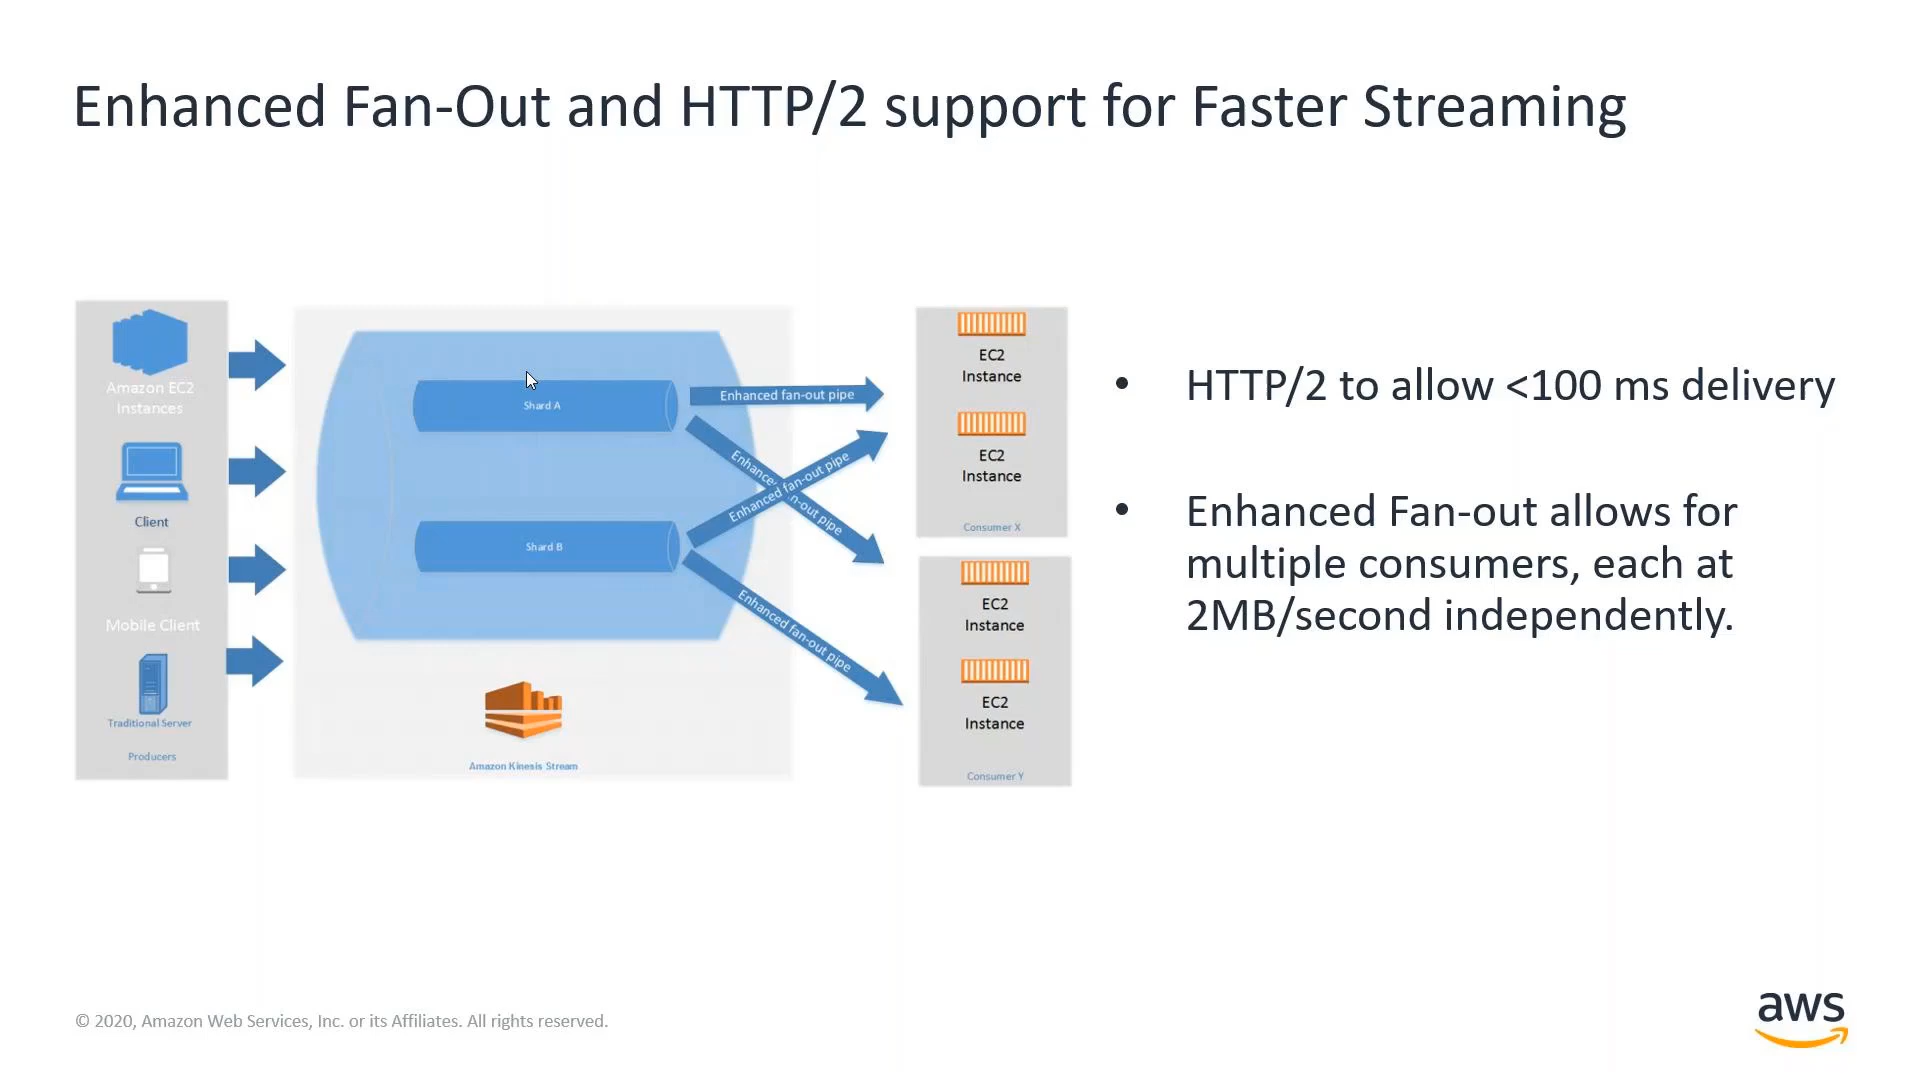 Enhanced Fan-Out and HTTP/2 support for Faster Streaming
Amazon EC2
Instances
Client
Mobile Client
Traditional Server
Producers
Shard A
Shard B
Amazon Kinesis Stream
Enhanced fan-out pipe
Enhanced fan-out pipe
Enhanced fan-out pipe
Enhanced fan-out pipe
EC2
Instance
EC2
Instance
Consumer X
EC2
Instance
EC2
Instance
Consumer Y
• HTTP/2 to allow <100 ms delivery
• Enhanced Fan-out allows for
multiple consumers, each at
2MB/second independently.
© 2020, Amazon Web Services, Inc. or its Affiliates. All rights reserved.
aws